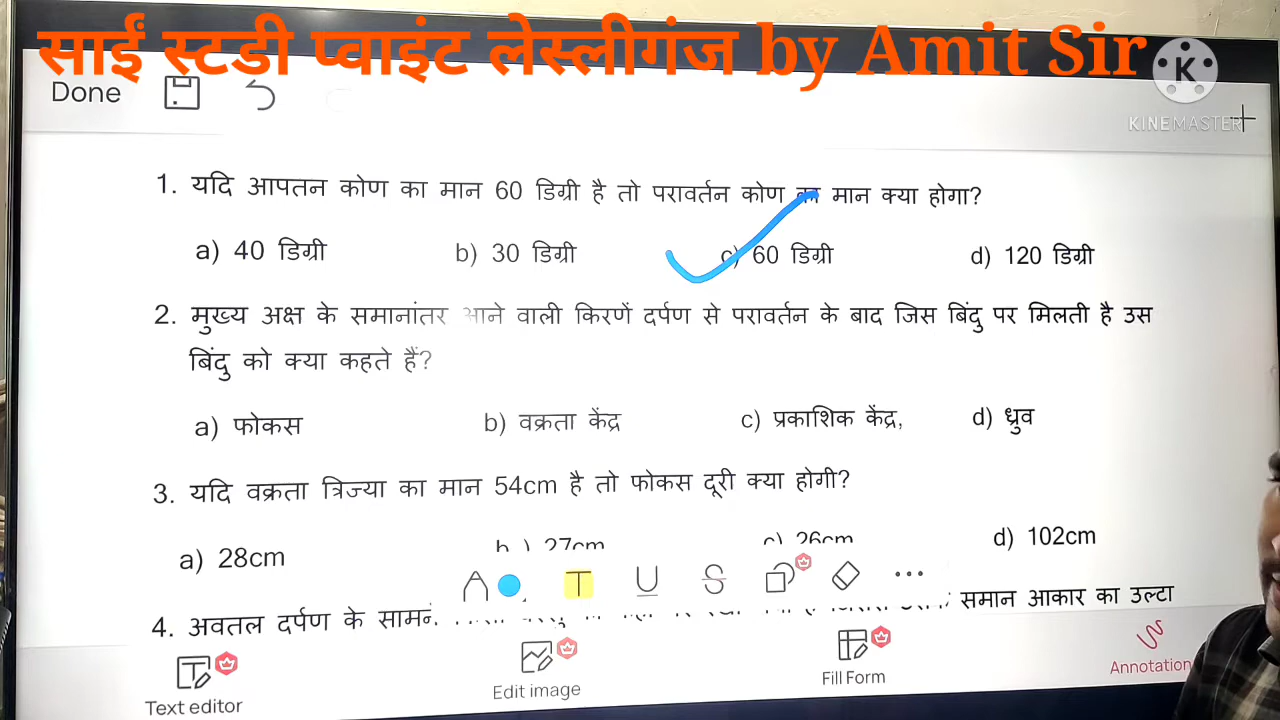 साईं स्टडी प्वाइंट लेस्लीगंज by Amit Sir
KINEMASTER
Done
1. यदि आपतन कोण का मान 60 डिग्री है तो परावर्तन कोण का मान क्या होगा?
a) 40 डिग्री b) 30 डिग्री c) 60 डिग्री d) 120 डिग्री
2. मुख्य अक्ष के समानांतर आने वाली किरणें दर्पण से परावर्तन के बाद जिस बिंदु पर मिलती है उस
बिंदु को क्या कहते हैं?
a) फोकस b) वक्रता केंद्र c) प्रकाशिक केंद्र, d) ध्रुव
3. यदि वक्रता त्रिज्या का मान 54cm है तो फोकस दूरी क्या होगी?
a) 28cm b ) 27cm c) 26cm d) 102cm
4. अवतल दर्पण के सामने समान आकार का उल्टा
Text editor Edit image Fill Form Annotation